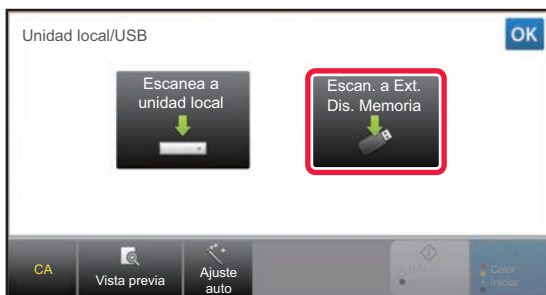 Unidad local/USB
OK
Escanea a
unidad local
Escan. a Ext.
Dis. Memoria
CA
Vista previa
Ajuste
auto
Color
Iniciar